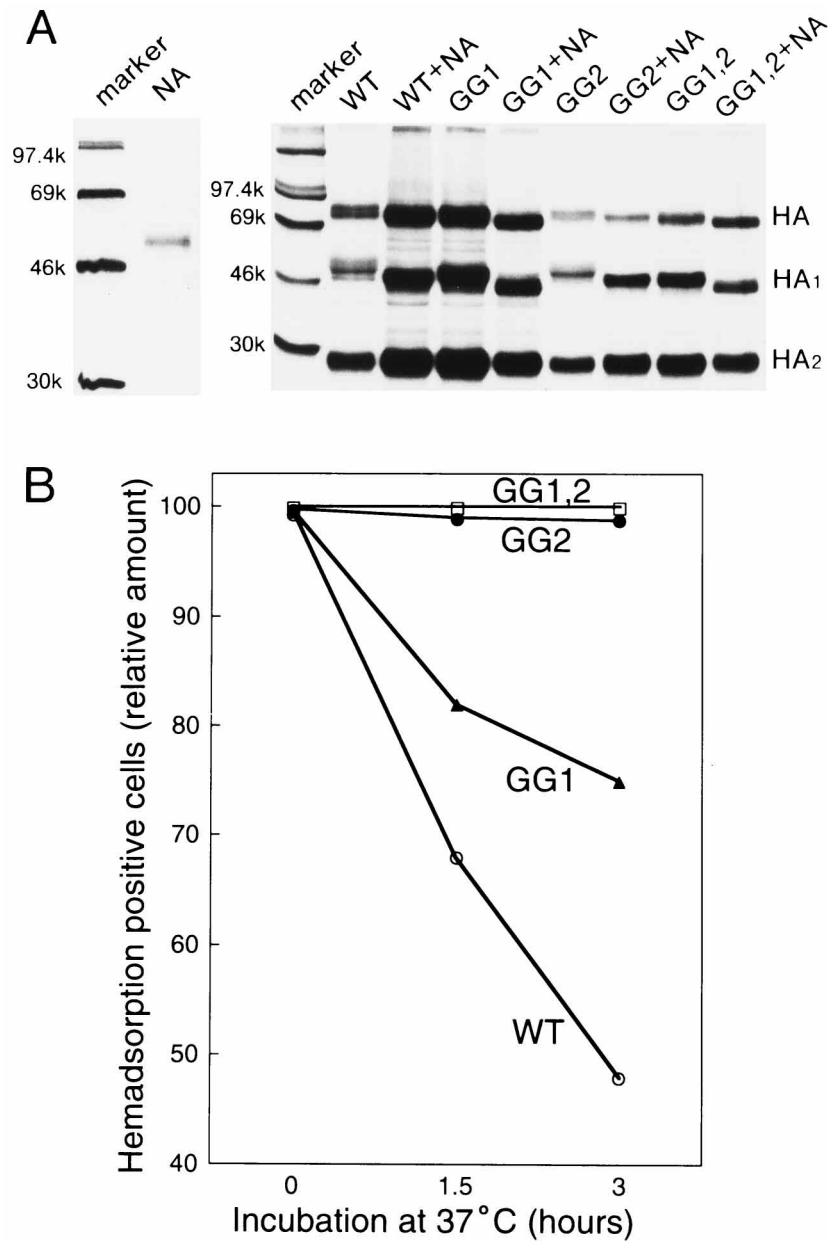 A
marker
NA
97.4k
69k
46k
30k
marker
WT
WT+NA
GG1
GG1+NA
GG2
GG2+NA
GG1,2
GG1,2+NA
97.4k
69k
46k
30k
HA
HA1
HA2
B
Hemadsorption positive cells (relative amount)
100
90
80
70
60
50
40
GG1,2
GG2
GG1
WT
0
1.5
3
Incubation at 37°C (hours)